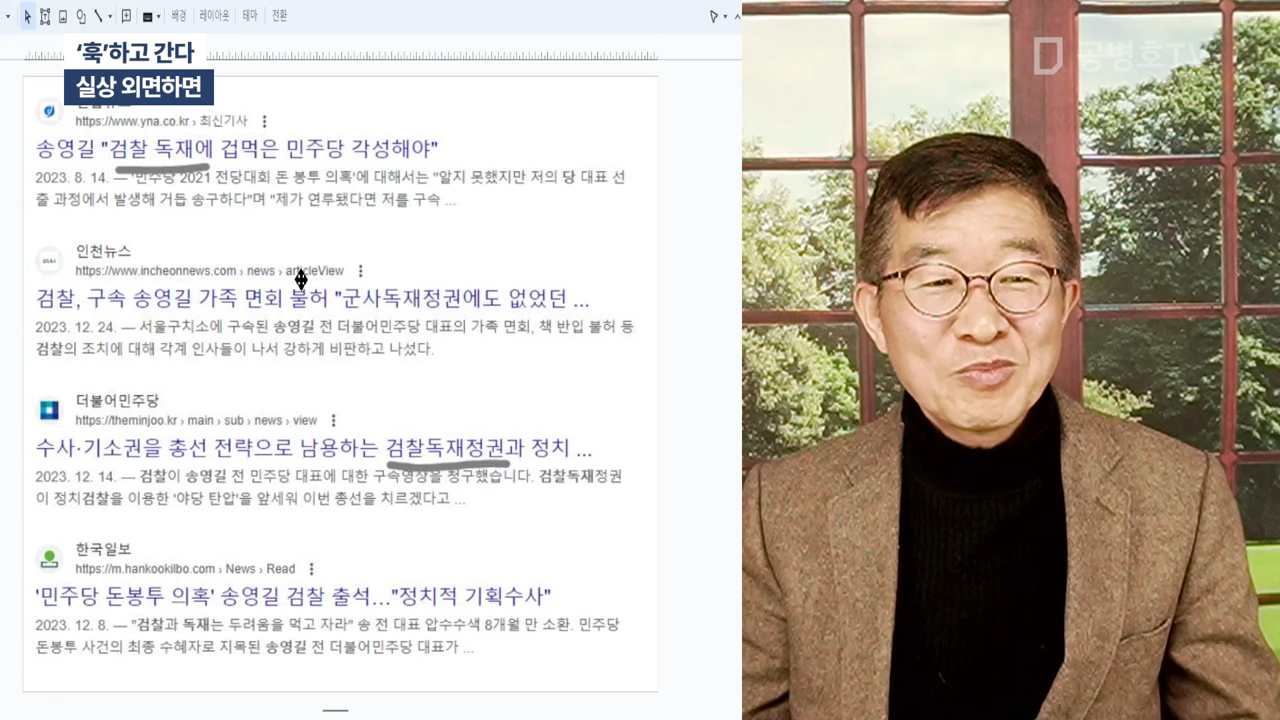 배경
레이아웃
테마
전환
'훅'하고 간다
실상 외면하면
공병호TV
https://www.yna.co.kr › 최신기사
송영길 "검찰 독재에 겁먹은 민주당 각성해야"
2023. 8. 14. — '민주당 2021 전당대회 돈 봉투 의혹'에 대해서는 "알지 못했지만 저의 당 대표 선
출 과정에서 발생해 거듭 송구하다"며 "제가 연루됐다면 저를 구속 ...
인천뉴스
https://www.incheonnews.com › news › articleView
검찰, 구속 송영길 가족 면회 불허 "군사독재정권에도 없었던 ...
2023. 12. 24. — 서울구치소에 구속된 송영길 전 더불어민주당 대표의 가족 면회, 책 반입 불허 등
검찰의 조치에 대해 각계 인사들이 나서 강하게 비판하고 나섰다.
더불어민주당
https://theminjoo.kr › main › sub › news › view
수사·기소권을 총선 전략으로 남용하는 검찰독재정권과 정치 ...
2023. 12. 14. — 검찰이 송영길 전 민주당 대표에 대한 구속영장을 청구했습니다. 검찰독재정권
이 정치검찰을 이용한 '야당 탄압'을 앞세워 이번 총선을 치르겠다고 ...
한국일보
https://m.hankookilbo.com › News › Read
'민주당 돈봉투 의혹' 송영길 검찰 출석..."정치적 기획수사"
2023. 12. 8. — "검찰과 독재는 두려움을 먹고 자라" 송 전 대표 압수수색 8개월 만 소환. 민주당
돈봉투 사건의 최종 수혜자로 지목된 송영길 전 더불어민주당 대표가 ...